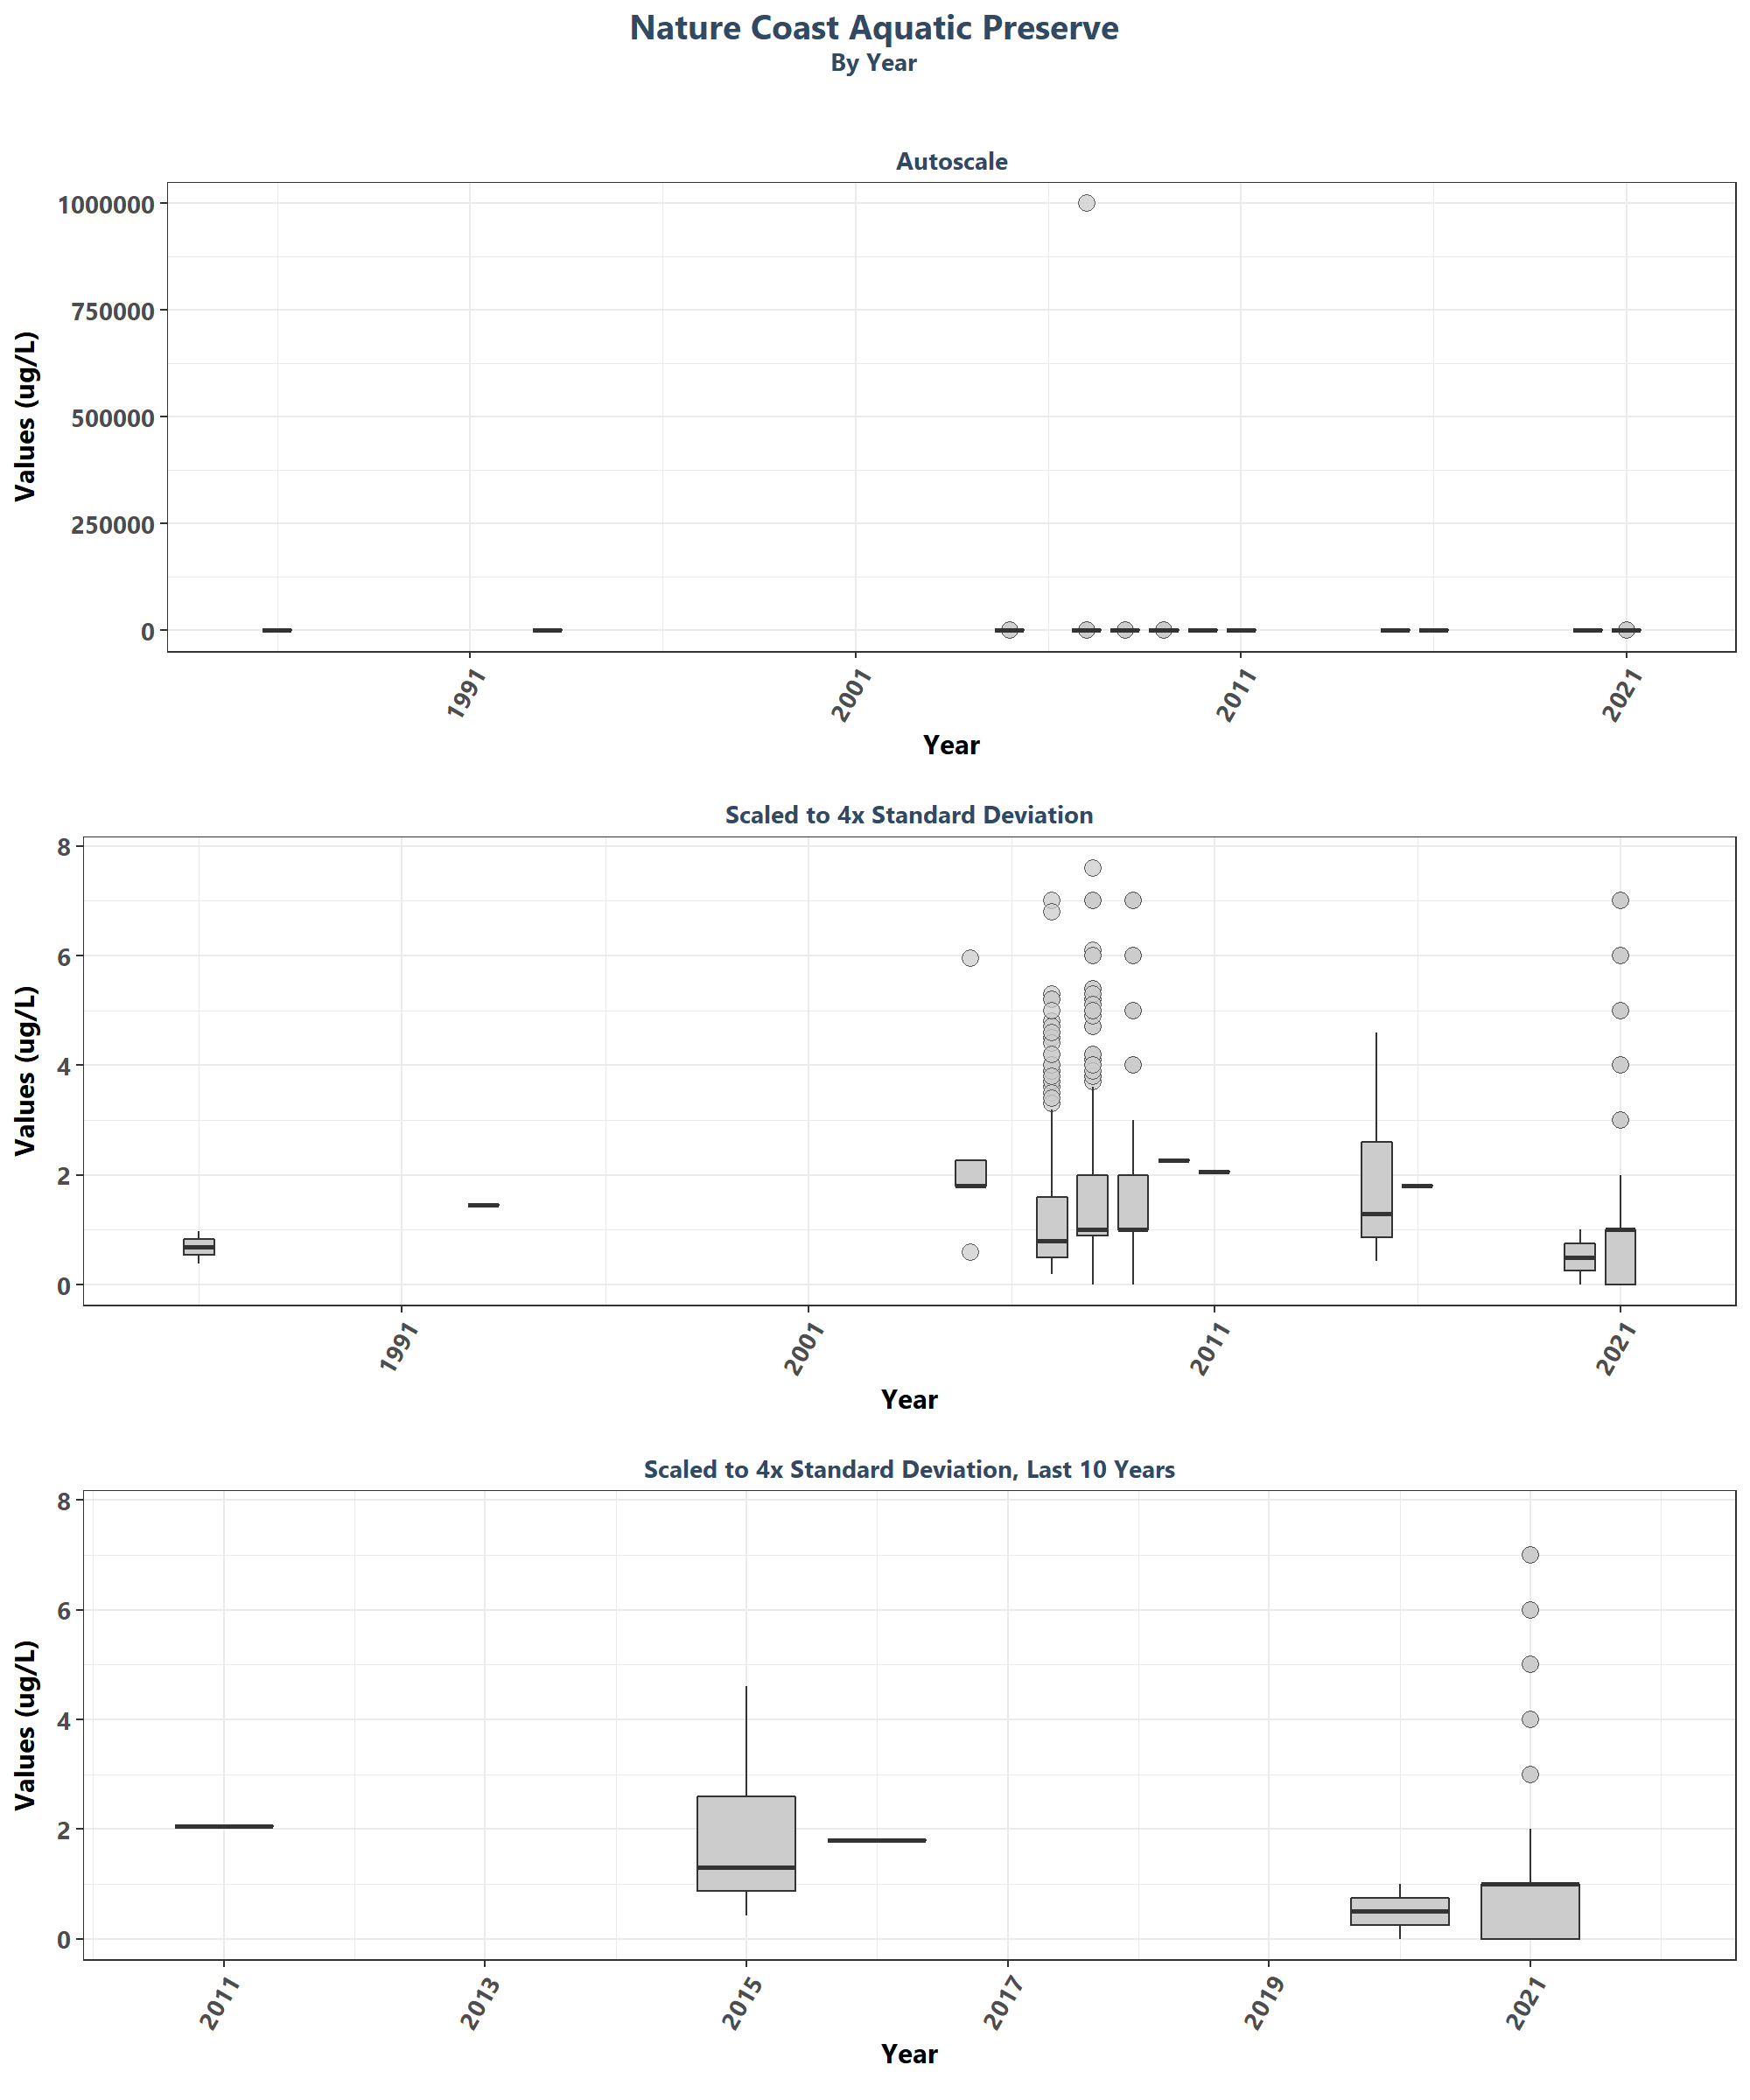 Nature Coast Aquatic Preserve
By Year
Autoscale
1000000
750000
500000
250000
0
Values (ug/L)
1991
2001
2011
2021
Year
Scaled to 4x Standard Deviation
8
6
4
2
0
Values (ug/L)
1991
2001
2011
2021
Year
Scaled to 4x Standard Deviation, Last 10 Years
8
6
4
2
0
Values (ug/L)
2011
2013
2015
2017
2019
2021
Year